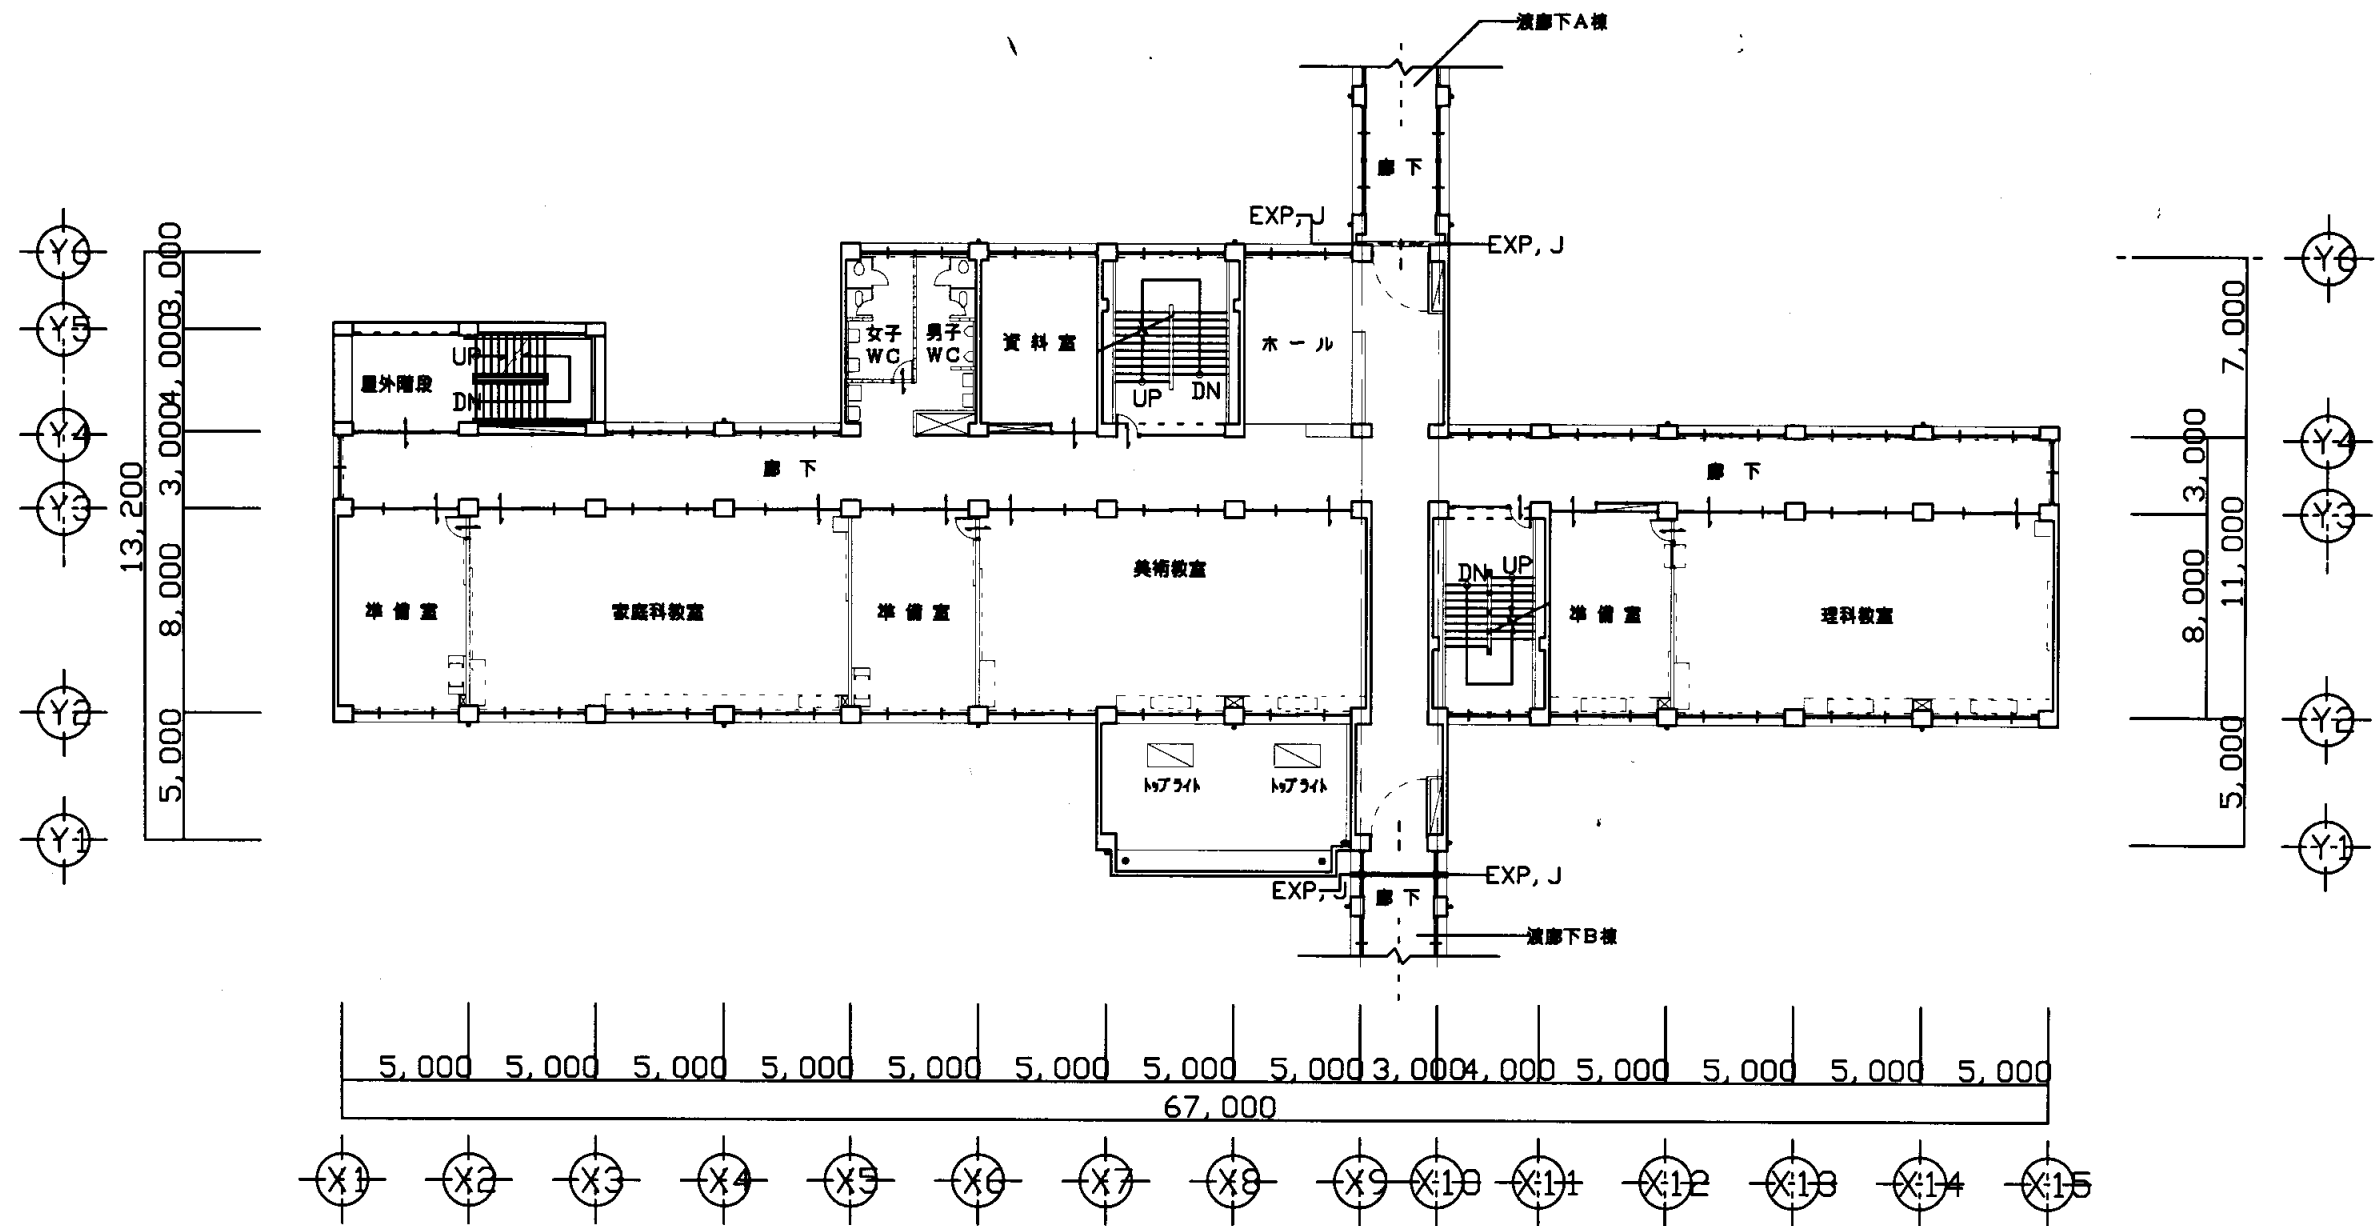 渡廊下A棟
廊下
EXP, J
EXP, J
Y6
Y5
Y4
Y3
Y2
Y1
3,000
4,000
3,000
8,000
5,000
13,200
屋外階段
UP
DN
女子
WC
男子
WC
資料室
UP
DN
ホール
廊下
廊下
準備室
家庭科教室
準備室
美術教室
DN
UP
準備室
理科教室
トップライト
トップライト
EXP, J
EXP, J
廊下
渡廊下B棟
Y6
Y4
Y3
Y2
Y1
7,000
3,000
11,000
8,000
5,000
5,000 5,000 5,000 5,000 5,000 5,000 5,000 5,000 3,000 4,000 5,000 5,000 5,000 5,000
67,000
X1 X2 X3 X4 X5 X6 X7 X8 X9 X10 X11 X12 X13 X14 X15